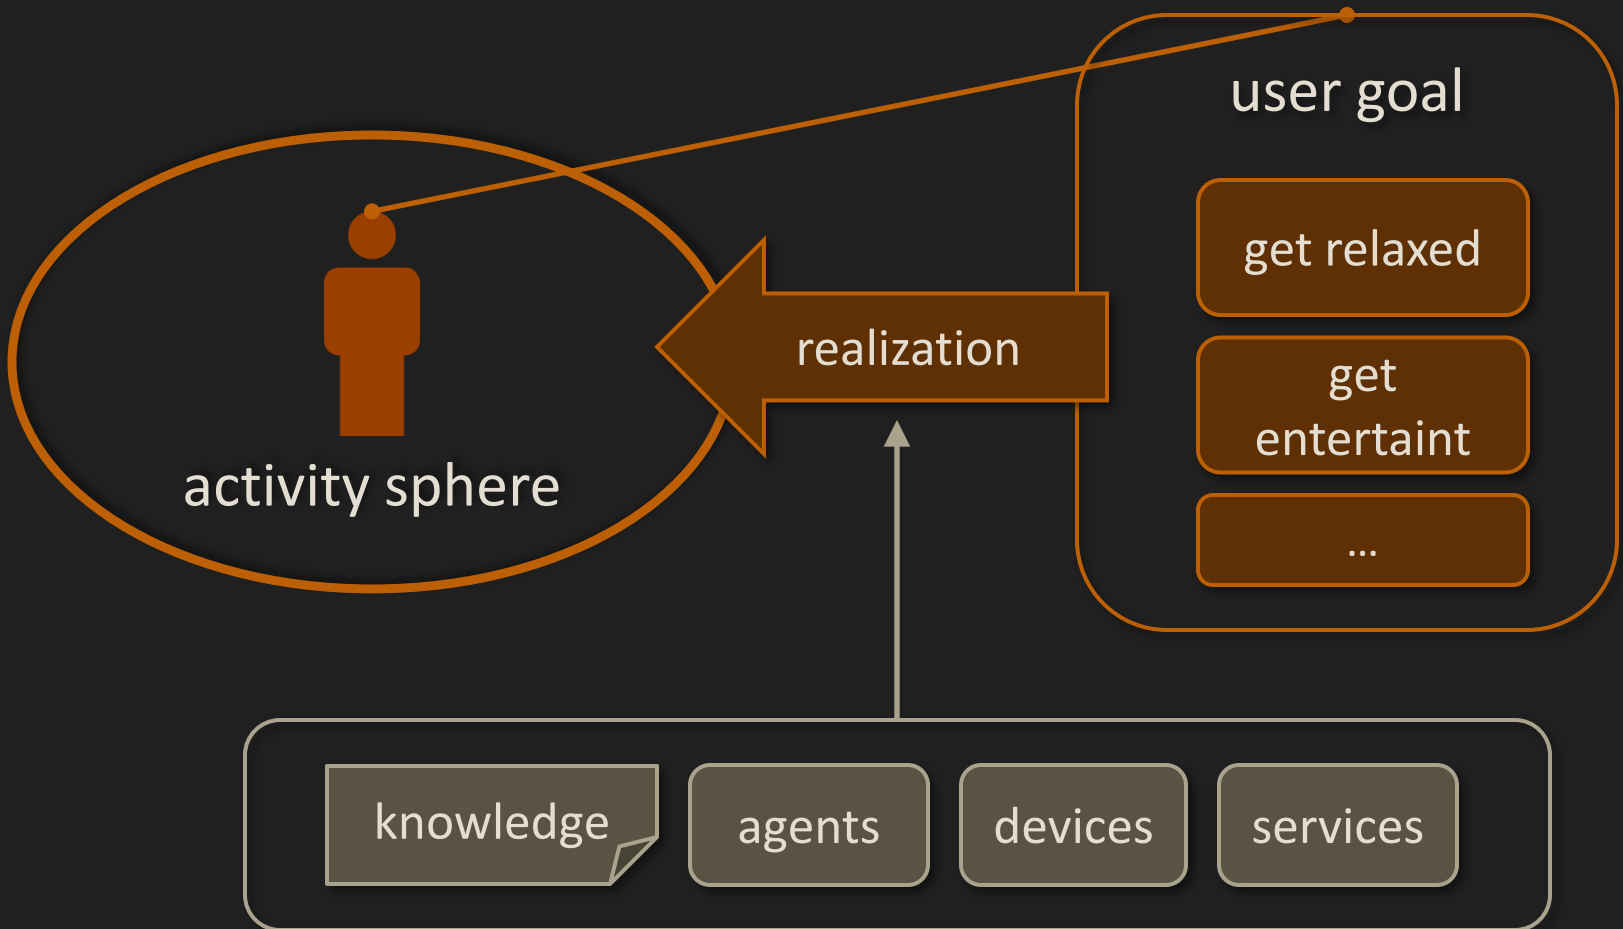 user goal
get relaxed
get
entertaint
...
realization
activity sphere
knowledge
agents
devices
services